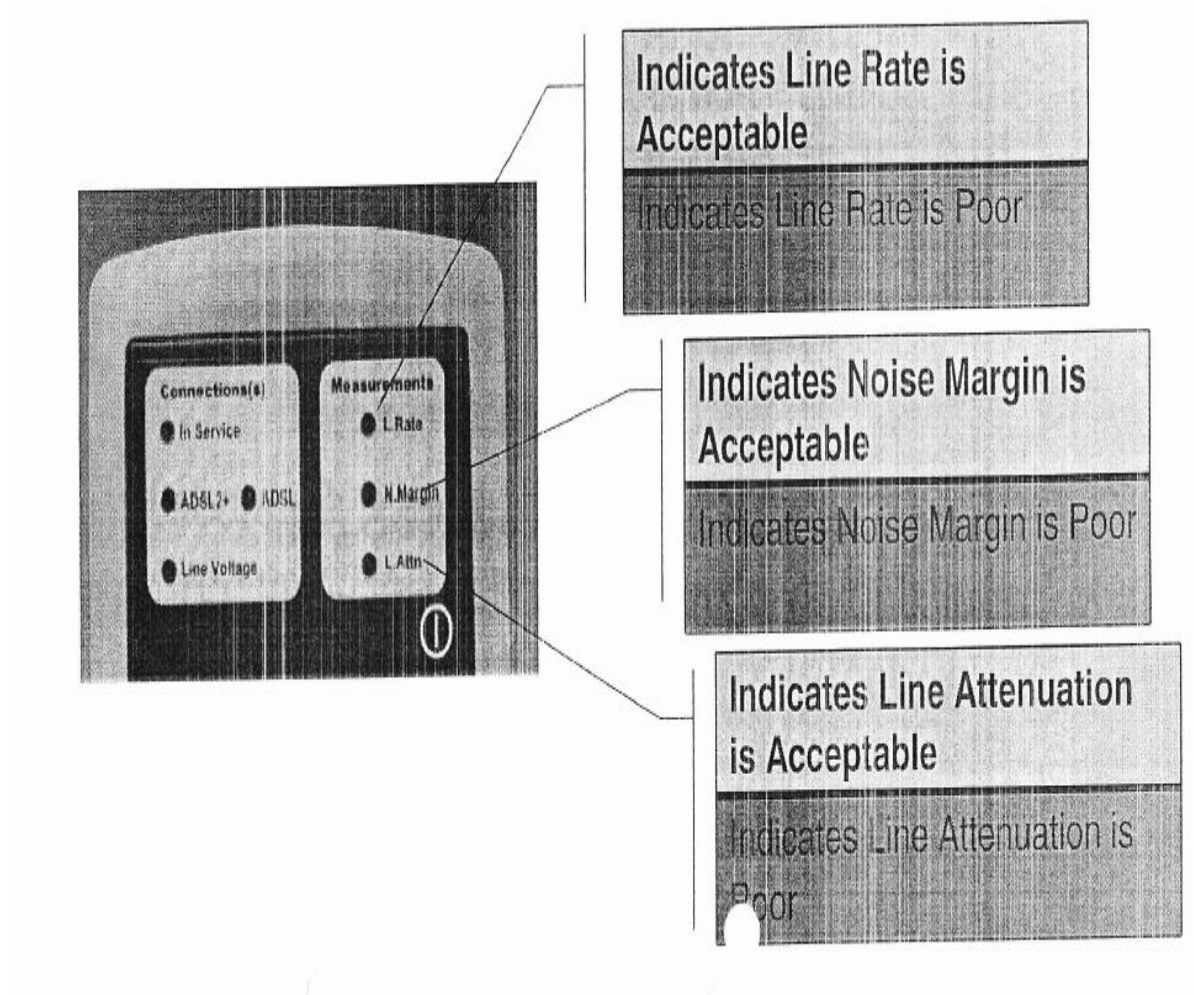 Indicates Line Rate is
Acceptable
Indicates Line Rate is Poor
Connections(s)
In Service
ADSL2+ ADSL
Line Voltage
Measurements
L.Rate
N.Margin
L.Attn
Indicates Noise Margin is
Acceptable
Indicates Noise Margin is Poor
Indicates Line Attenuation
is Acceptable
Indicates Line Attenuation is
Poor